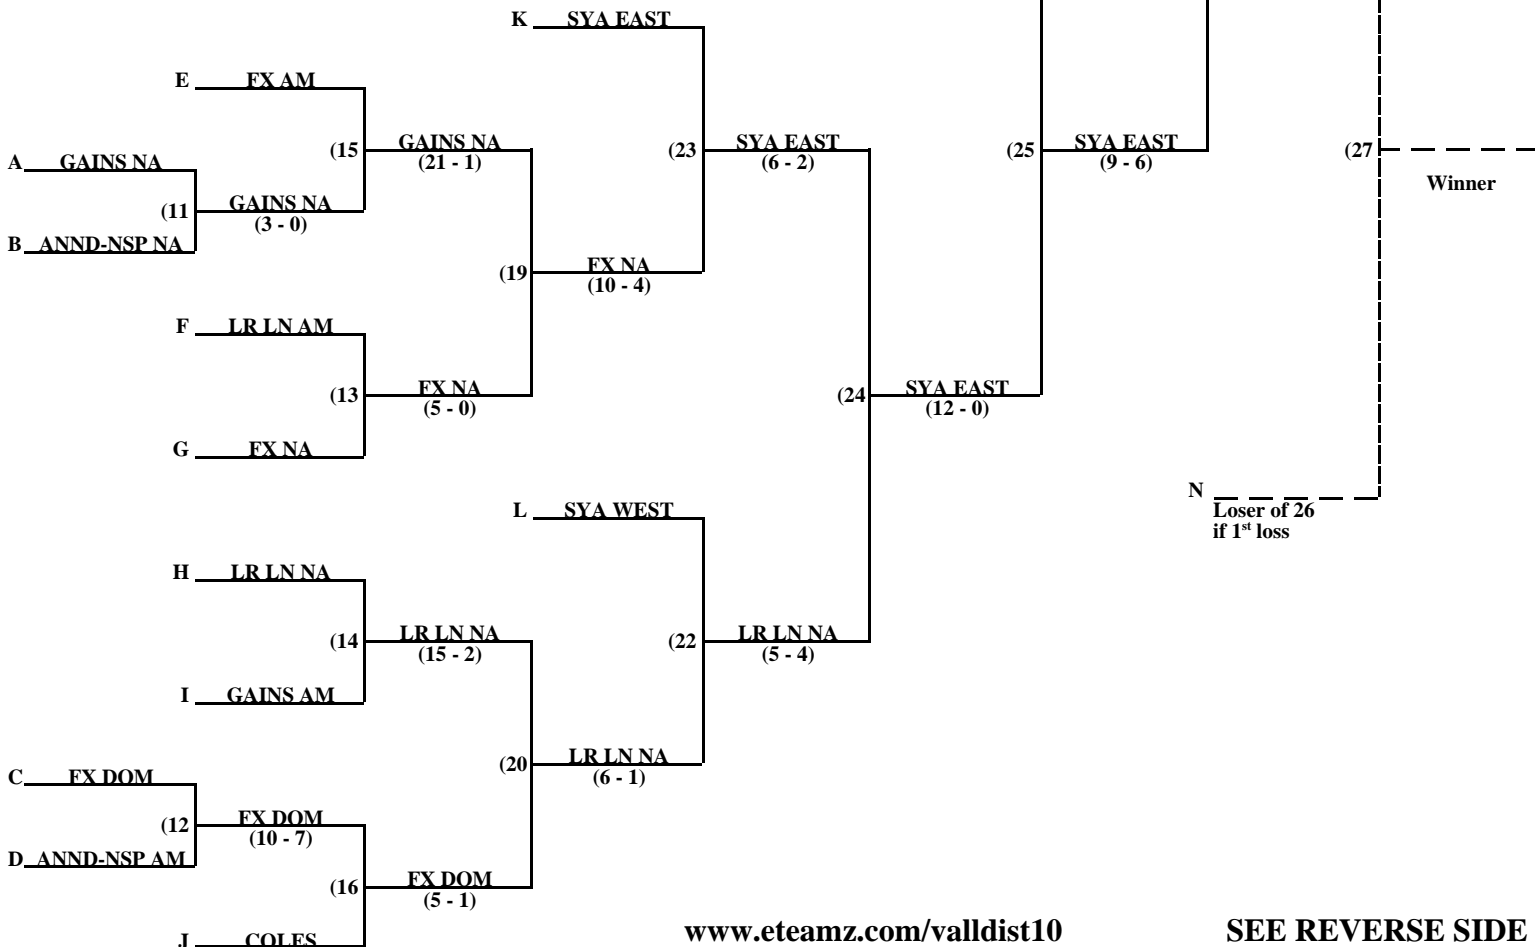 K SYA EAST
E FX AM
(15 GAINS NA
(21 - 1)
(23 SYA EAST
(6 - 2)
(25 SYA EAST
(9 - 6)
(27
Winner
A GAINS NA
(11 GAINS NA
(3 - 0)
B ANND-NSP NA
(19 FX NA
(10 - 4)
F LR LN AM
(13 FX NA
(5 - 0)
(24 SYA EAST
(12 - 0)
G FX NA
N
Loser of 26
if 1st loss
L SYA WEST
H LR LN NA
(14 LR LN NA
(15 - 2)
(22 LR LN NA
(5 - 4)
I GAINS AM
(20 LR LN NA
(6 - 1)
C FX DOM
(12 FX DOM
(10 - 7)
D ANND-NSP AM
(16 FX DOM
(5 - 1)
J COLES
www.eteamz.com/valldist10
SEE REVERSE SIDE